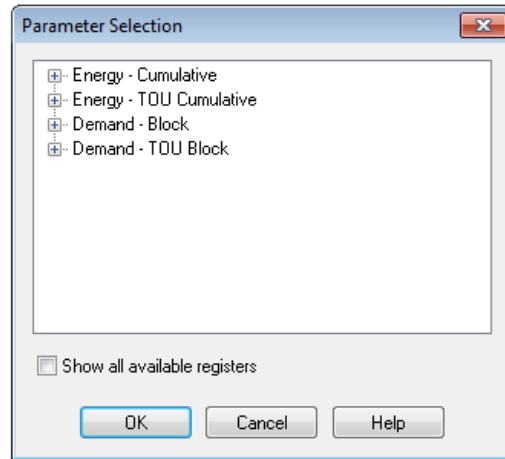 Parameter Selection
Energy - Cumulative
Energy - TOU Cumulative
Demand - Block
Demand - TOU Block
Show all available registers
OK Cancel Help